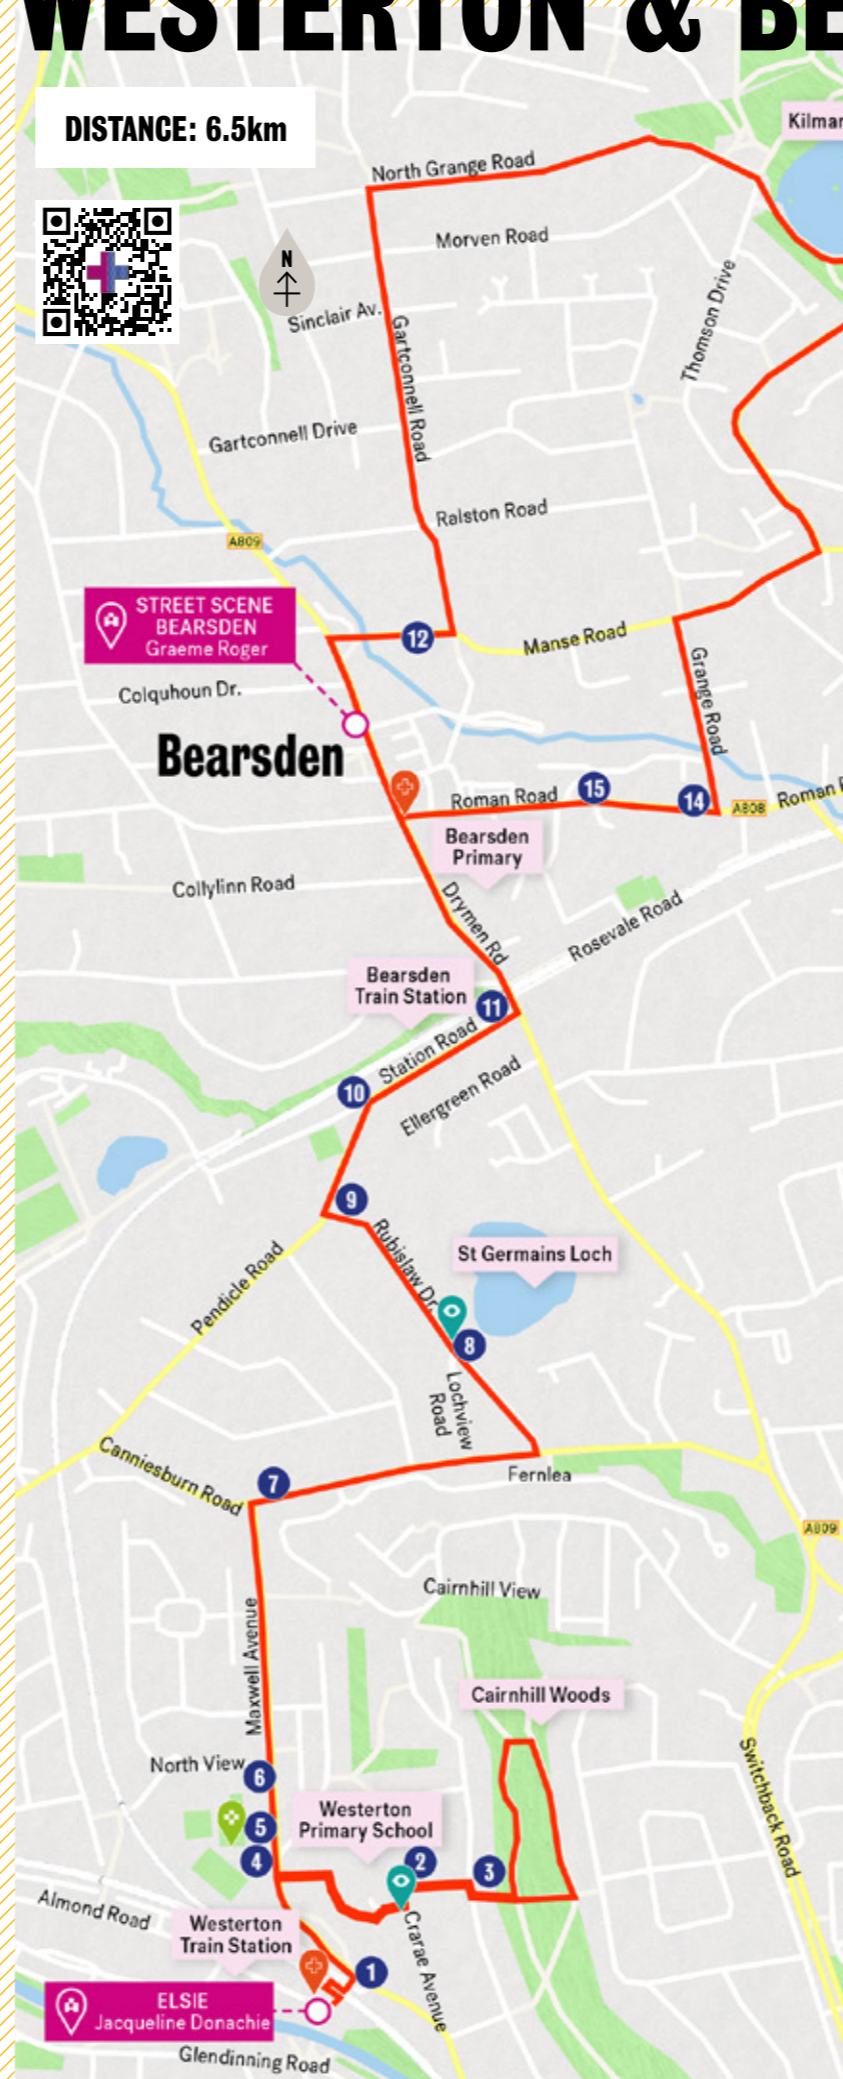 WESTERTON & BE
DISTANCE: 6.5km
Kilmar
North Grange Road
Morven Road
N
Sinclair Av.
Thomson Drive
Gartconnell Road
Gartconnell Drive
Ralston Road
A809
STREET SCENE
BEARSDEN
Graeme Roger
12
Manse Road
Grange Road
Colquhoun Dr.
Bearsden
Roman Road
15
14
A808
Roman R
Bearsden
Primary
Collylinn Road
Drymen Rd
Rosevale Road
Bearsden
Train Station
11
Station Road
10
Ellergreen Road
9
Rubislaw Dr.
St Germains Loch
Pendicle Road
8
Lochview
Road
Canniesburn Road
7
Fernlea
A809
Cairnhill View
Maxwell Avenue
Cairnhill Woods
North View
6
Switchback Road
Westerton
Primary School
5
4
2
3
Almond Road
Westerton
Train Station
Crarae Avenue
1
ELSIE
Jacqueline Donachie
Glendinning Road